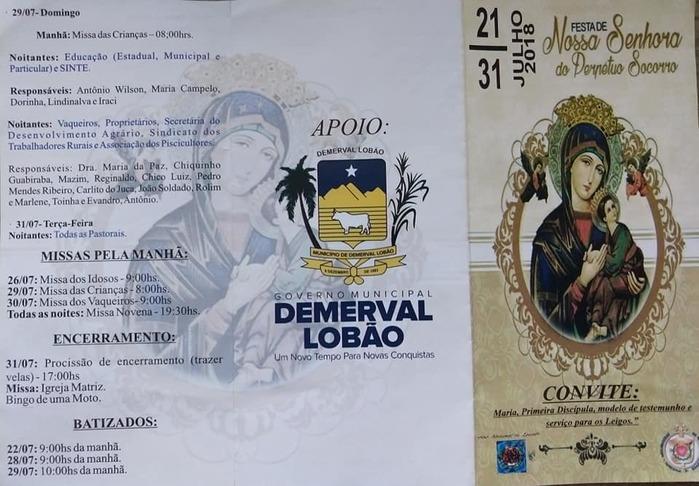 29/07- Domingo
Manhã: Missa das Crianças – 08;00hrs.
Noitantes: Educação (Estadual, Municipal e
Particular) e SINTE.
Responsáveis: Antônio Wilson, Maria Campelo,
Dorinha, Lindinalva e Iraci
Noitantes: Vaqueiros, Proprietários, Secretária do
Desenvolvimento Agrário, Sindicato dos
Trabalhadores Rurais e Associação dos Piscicultores.
Responsáveis: Dra. Maria da Paz, Chiquinho
Guabiraba, Mazim, Reginaldo, Chico Luiz, Pedro
Mendes Ribeiro, Carlito do Juca, João Soldado, Rolim
e Marlene, Toinha e Evandro, Antônio.
31/07- Terça-Feira
Noitantes: Todas as Pastorais.
MISSAS PELA MANHÃ:
26/07: Missa dos Idosos - 9:00hs.
29/07: Missa das Crianças - 8:00hs.
30/07: Missa dos Vaqueiros- 9:00hs
Todas as noites: Missa Novena - 19:30hs.
ENCERRAMENTO:
31/07: Procissão de encerramento (trazer
velas) - 17:00hs
Missa: Igreja Matriz.
Bingo de uma Moto.
BATIZADOS:
22/07: 9:00hs da manhã.
28/07: 9:00hs da manhã.
29/07: 10:00hs da manhã.
APOIO:
DEMERVAL LOBÃO
MUNICÍPIO DE DEMERVAL LOBÃO
GOVERNO MUNICIPAL
DEMERVAL
LOBÃO
Um Novo Tempo Para Novas Conquistas
21
31
JULHO
2018
FESTA DE
Nossa Senhora
do Perpétuo Socorro
CONVITE:
Maria, Primeira Discípula, modelo de testemunho e
serviço para os Leigos."